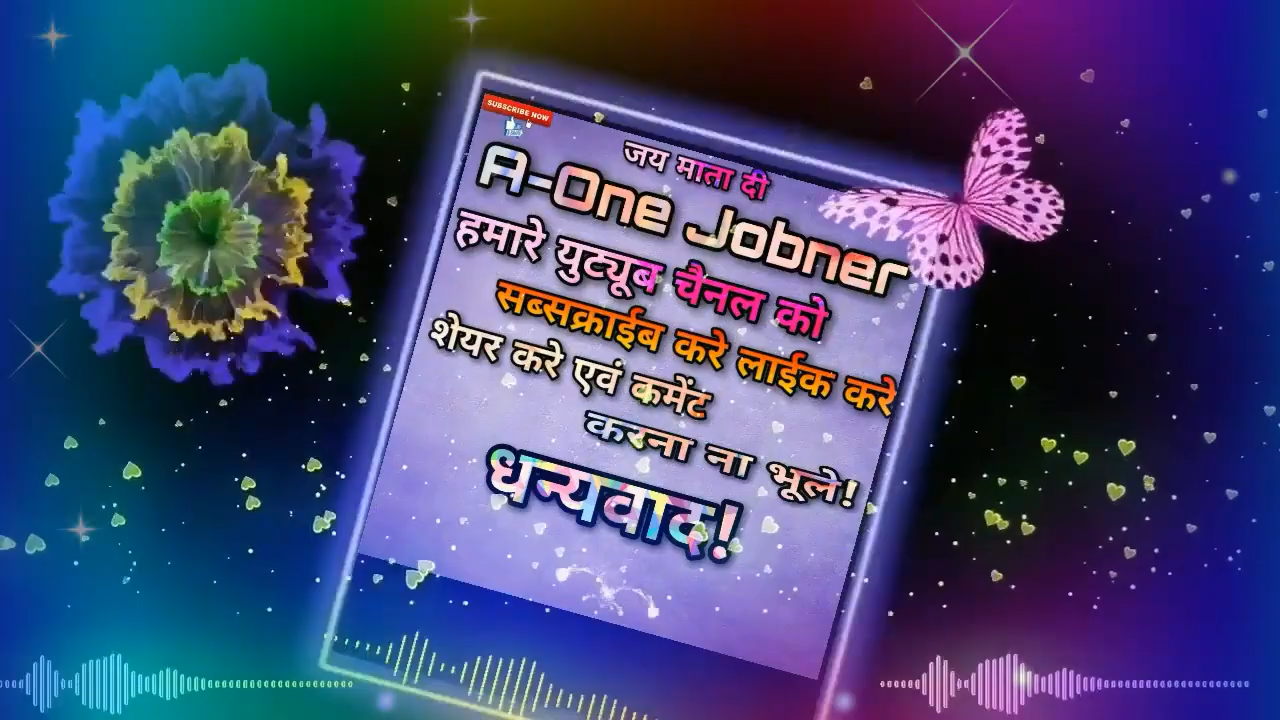 SUBSCRIBE NOW
जय माता दी
A-One Jobner
हमारे युट्यूब चैनल को
सब्सक्राईब करे लाईक करे
शेयर करे एवं कमेंट
करना ना भूले!
धन्यवाद!